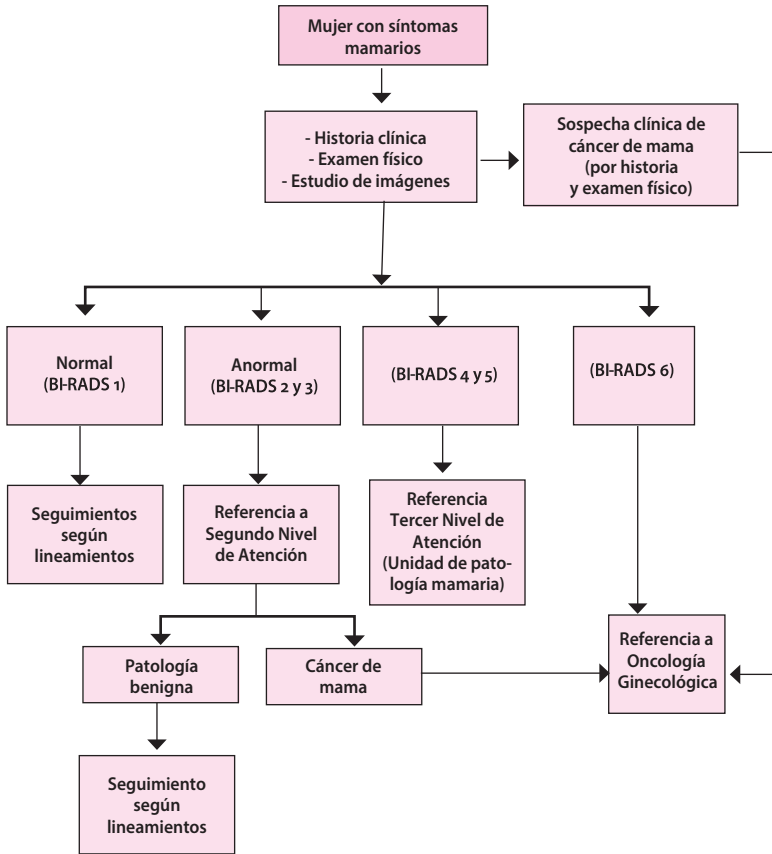 Mujer con síntomas
mamarios
- Historia clínica
- Examen físico
- Estudio de imágenes
Sospecha clínica de
cáncer de mama
(por historia
y examen físico)
Normal
(BI-RADS 1)
Anormal
(BI-RADS 2 y 3)
(BI-RADS 4 y 5)
(BI-RADS 6)
Seguimientos
según
lineamientos
Referencia a
Segundo Nivel
de Atención
Referencia
Tercer Nivel de
Atención
(Unidad de pato-
logía mamaria)
Patología
benigna
Cáncer de
mama
Referencia a
Oncología
Ginecológica
Seguimiento
según
lineamientos